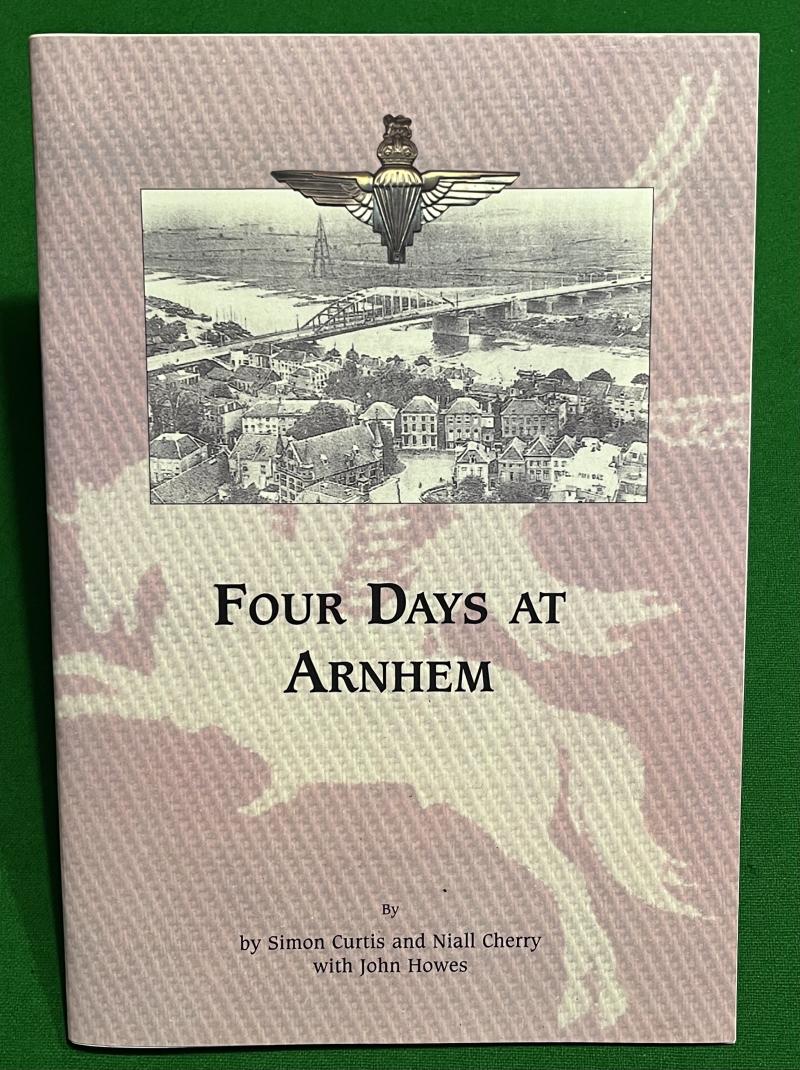 FOUR DAYS AT
ARNHEM
By
by Simon Curtis and Niall Cherry
with John Howes